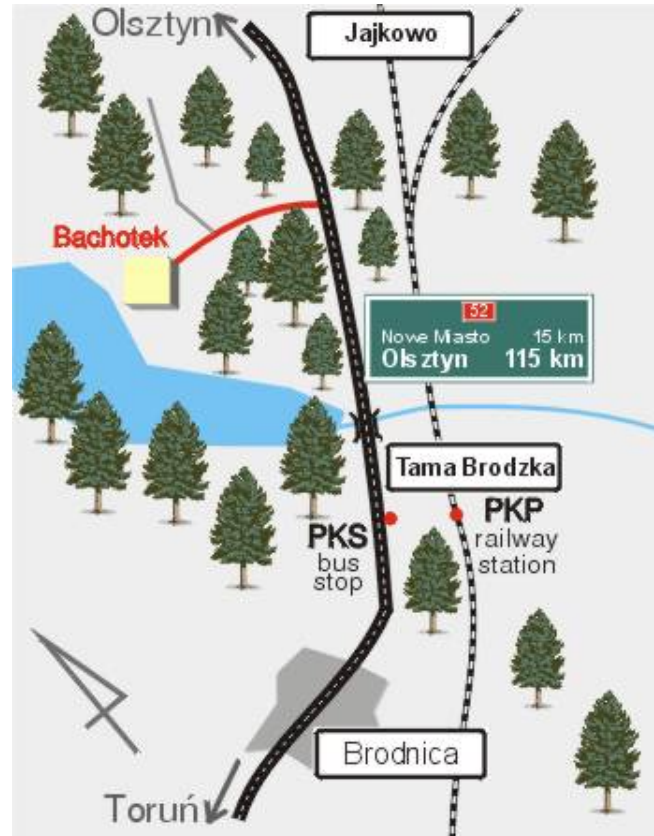 Olsztyn
Jajkowo
Bachotek
52
Nowe Miasto 15 km
Olsztyn 115 km
Tama Brodzka
PKS
bus
stop
PKP
railway
station
Brodnica
Toruń